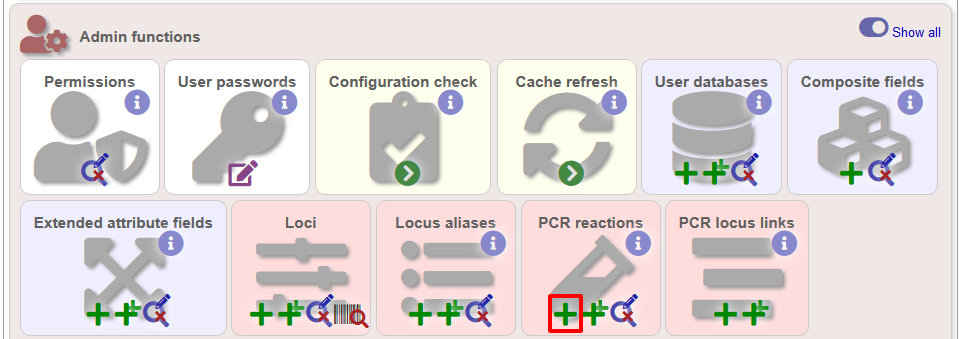 Admin functions
Show all
Permissions
User passwords
Configuration check
Cache refresh
User databases
Composite fields
Extended attribute fields
Loci
Locus aliases
PCR reactions
PCR locus links